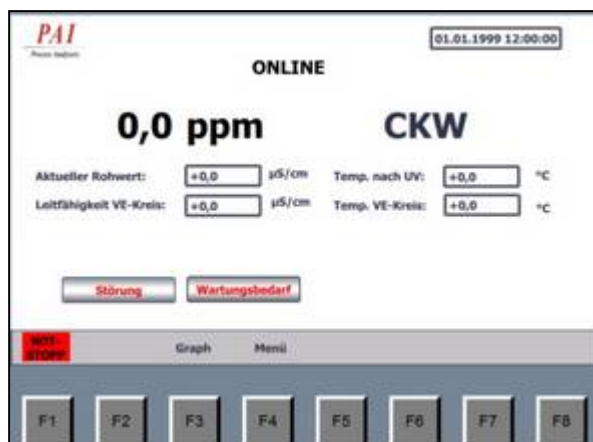 PAI
Process Analyzers
01.01.1999 12:00:00
ONLINE
0,0 ppm CKW
Aktueller Rohwert: +0,0 µS/cm Temp. nach UV: +0,0 °C
Leitfähigkeit VE-Kreis: +0,0 µS/cm Temp. VE-Kreis: +0,0 °C
Störung Wartungsbedarf
NOT-STOPP Graph Menü
F1 F2 F3 F4 F5 F6 F7 F8